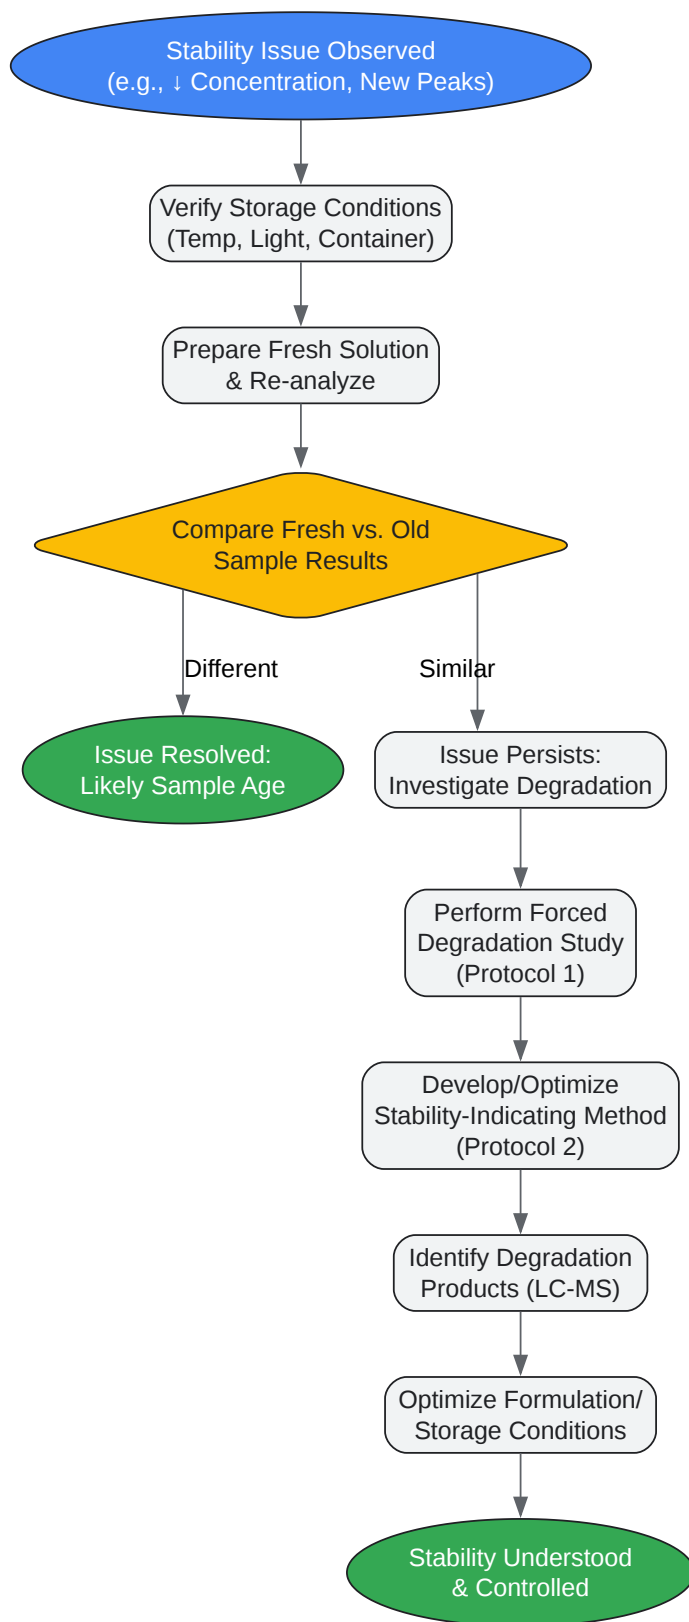 Stability Issue Observed
(e.g., ↓ Concentration, New Peaks)
Verify Storage Conditions
(Temp, Light, Container)
Prepare Fresh Solution
& Re-analyze
Compare Fresh vs. Old
Sample Results
Different
Similar
Issue Resolved:
Likely Sample Age
Issue Persists:
Investigate Degradation
Perform Forced
Degradation Study
(Protocol 1)
Develop/Optimize
Stability-Indicating Method
(Protocol 2)
Identify Degradation
Products (LC-MS)
Optimize Formulation/
Storage Conditions
Stability Understood
& Controlled